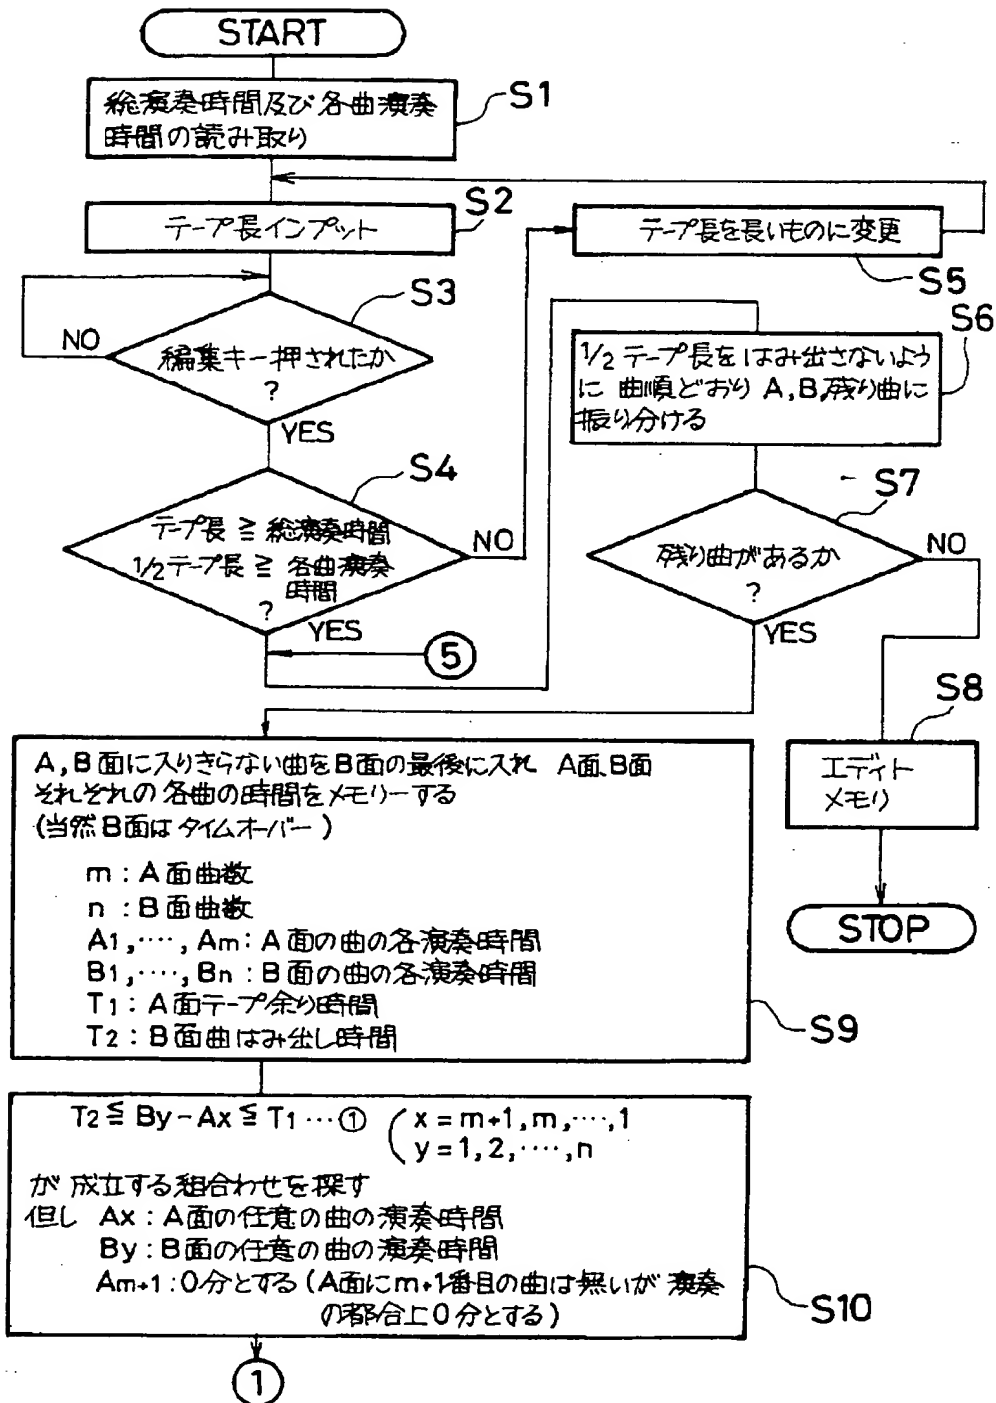 START
総演奏時間及び各曲演奏
時間の読み取り
S1
テープ長インプット
S2
テープ長を長いものに変更
S5
編集キー押されたか
?
S3
NO
YES
テープ長 ≧ 総演奏時間
1/2テープ長 ≧ 各曲演奏
時間
?
S4
NO
YES
⑤
1/2テープ長をはみ出さないよう
に 曲順どおり A,B,残り曲に
振り分ける
S6
残り曲があるか
?
S7
NO
YES
エディト
メモリ
S8
STOP
A,B面に入りきらない曲をB面の最後に入れ A面、B面
それぞれの各曲の時間をメモリーする
(当然B面はタイムオーバー)
m:A面曲数
n:B面曲数
A1,‥‥,Am:A面の曲の各演奏時間
B1,‥‥,Bn:B面の曲の各演奏時間
T1:A面テープ余り時間
T2:B面曲はみ出し時間
S9
T2≦By-Ax≦T1…① ( x=m+1,m,‥‥,1
y=1,2,‥‥,n
が成立する組合わせを探す
但し Ax:A面の任意の曲の演奏時間
By:B面の任意の曲の演奏時間
Am+1:0分とする(A面にm+1番目の曲は無いが演奏
の都合上0分とする)
S10
①